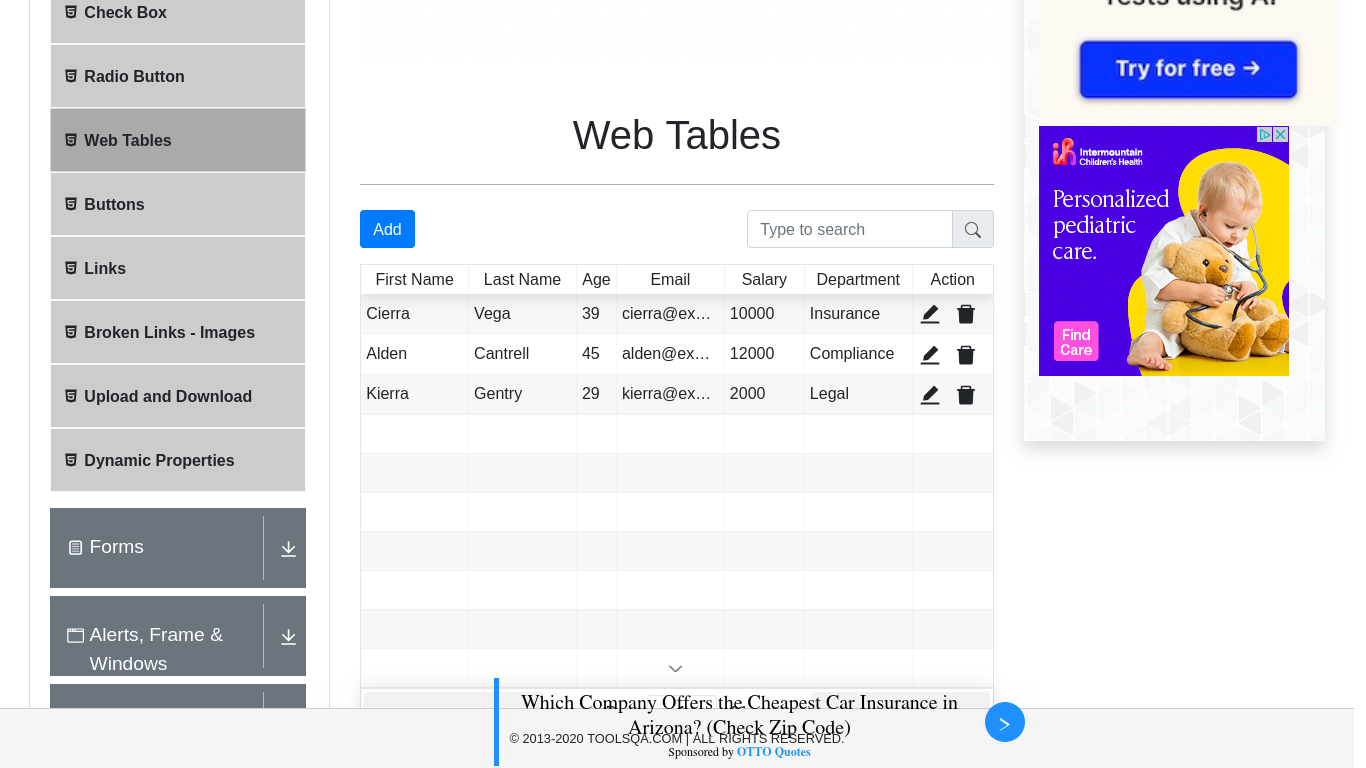 Check Box
Radio Button
Web Tables
Buttons
Links
Broken Links - Images
Upload and Download
Dynamic Properties
Forms
Alerts, Frame &
Windows
Web Tables
Add
Type to search
First Name Last Name Age Email Salary Department Action
Cierra Vega 39 cierra@ex… 10000 Insurance
Alden Cantrell 45 alden@ex… 12000 Compliance
Kierra Gentry 29 kierra@ex… 2000 Legal
Try for free →
Intermountain
Children's Health
Personalized
pediatric
care.
Find
Care
Which Company Offers the Cheapest Car Insurance in
Arizona? (Check Zip Code)
© 2013-2020 TOOLSQA.COM | ALL RIGHTS RESERVED.
Sponsored by OTTO Quotes